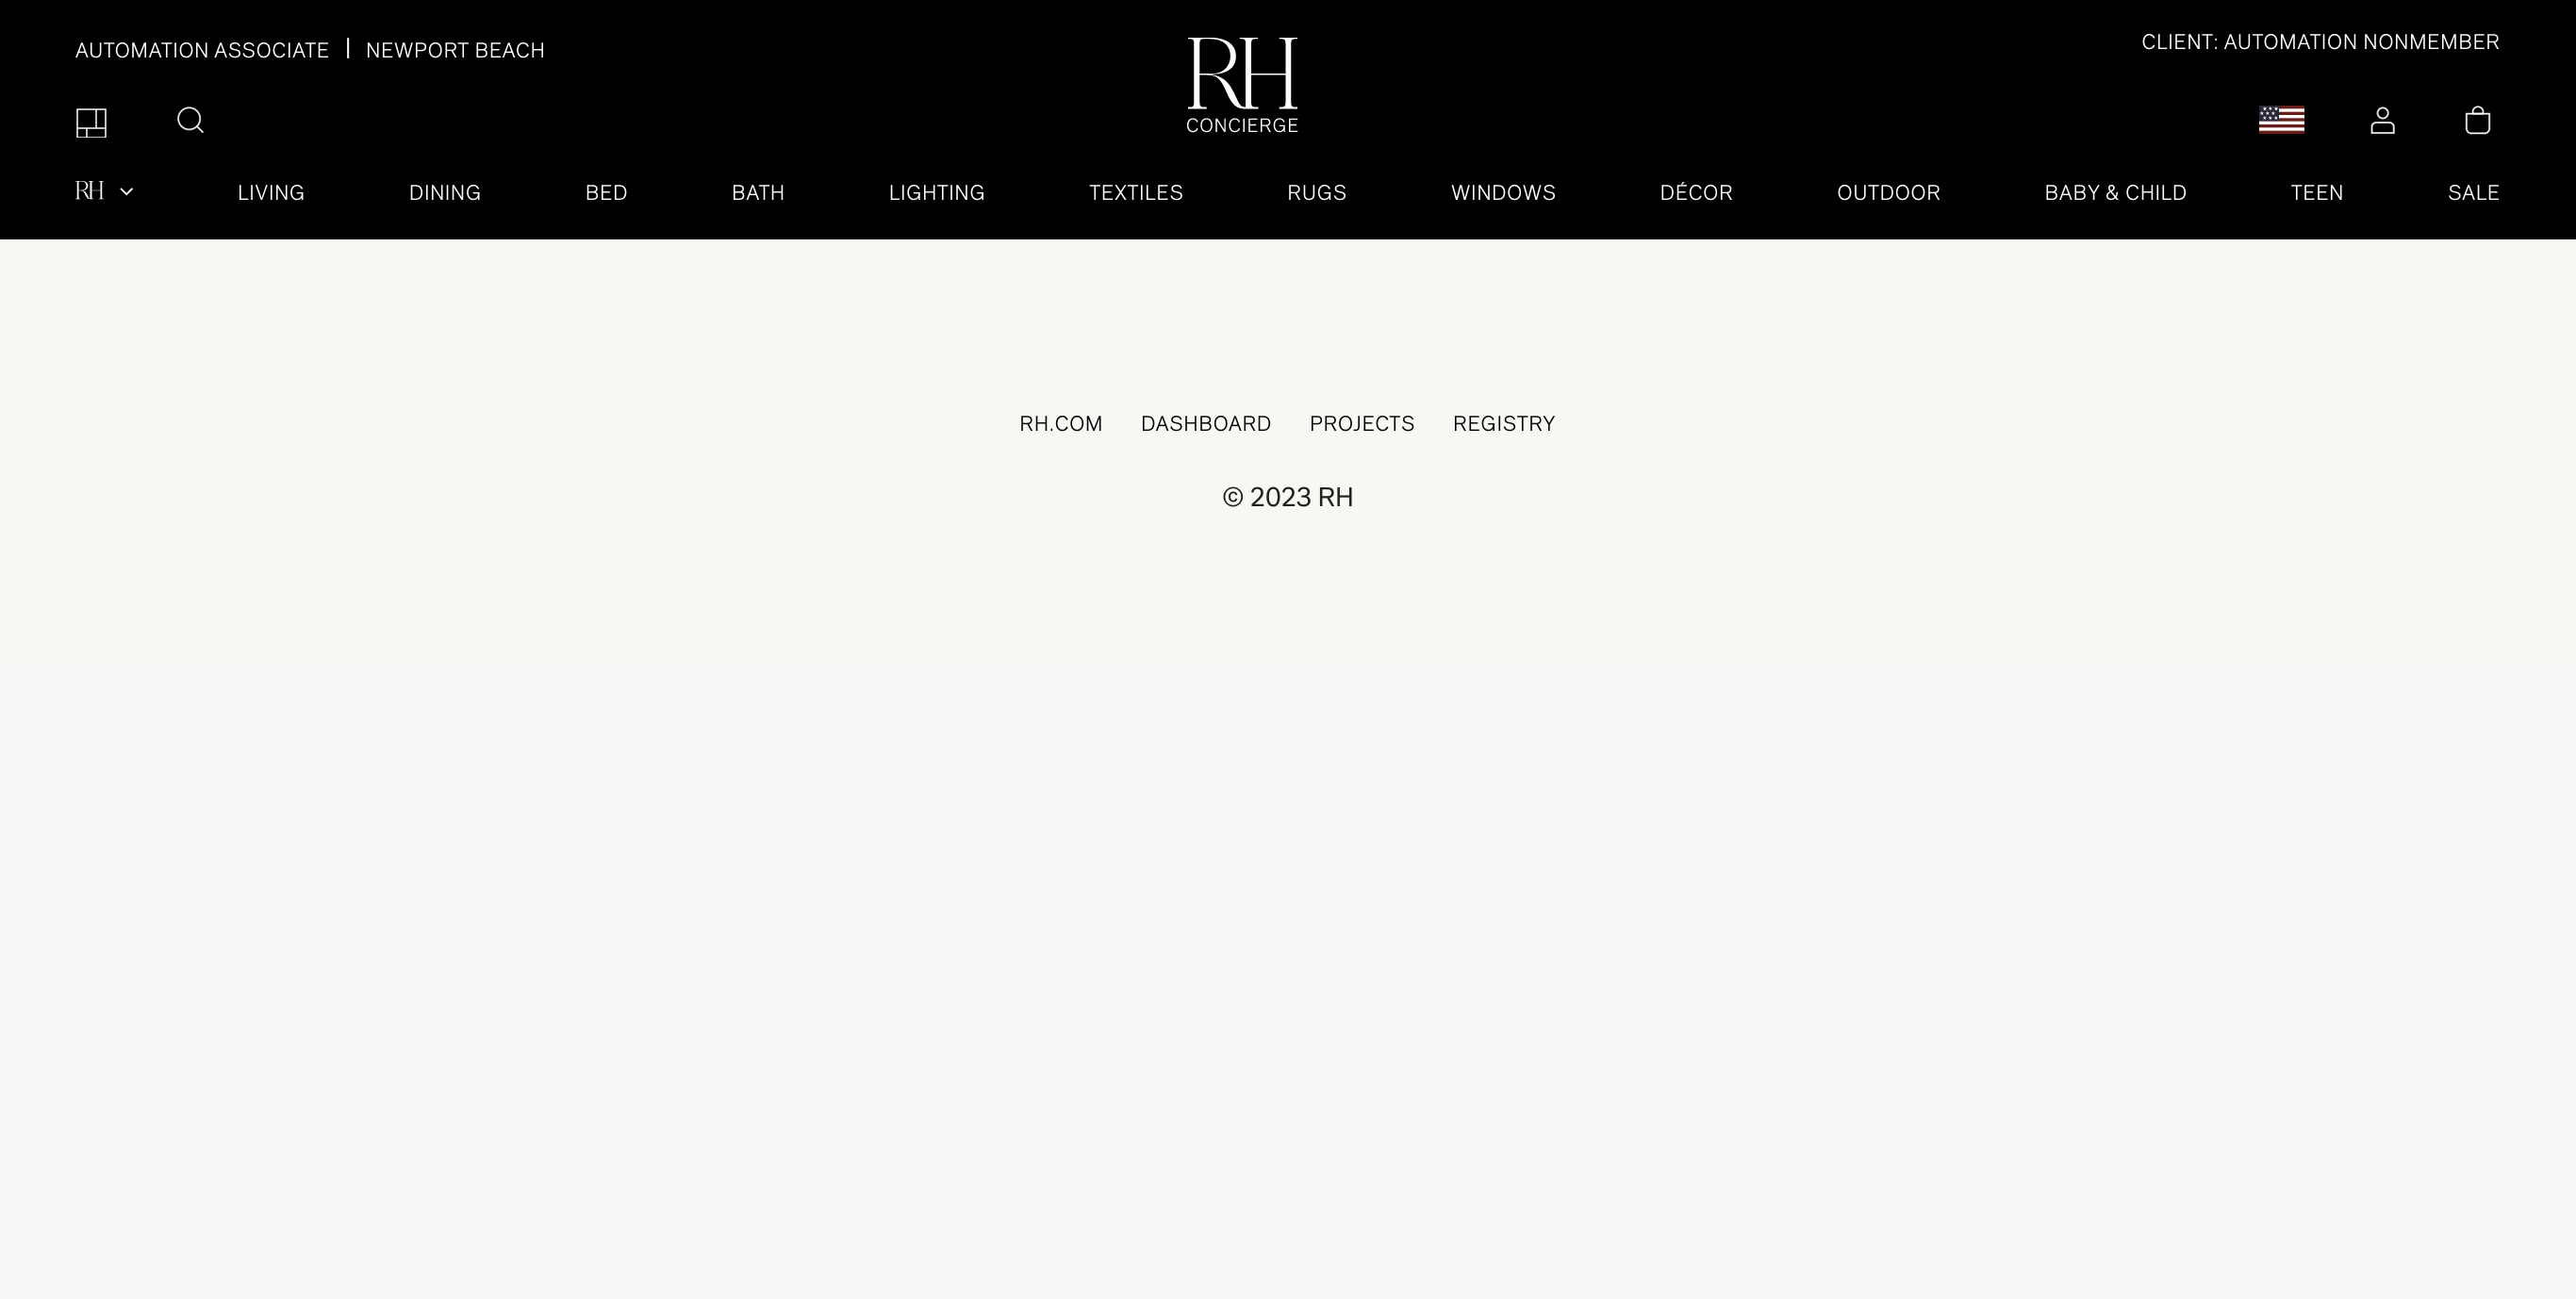 AUTOMATION ASSOCIATE | NEWPORT BEACH
CLIENT: AUTOMATION NONMEMBER
RH
CONCIERGE
RH LIVING DINING BED BATH LIGHTING TEXTILES RUGS WINDOWS DÉCOR OUTDOOR BABY & CHILD TEEN SALE
RH.COM DASHBOARD PROJECTS REGISTRY
© 2023 RH